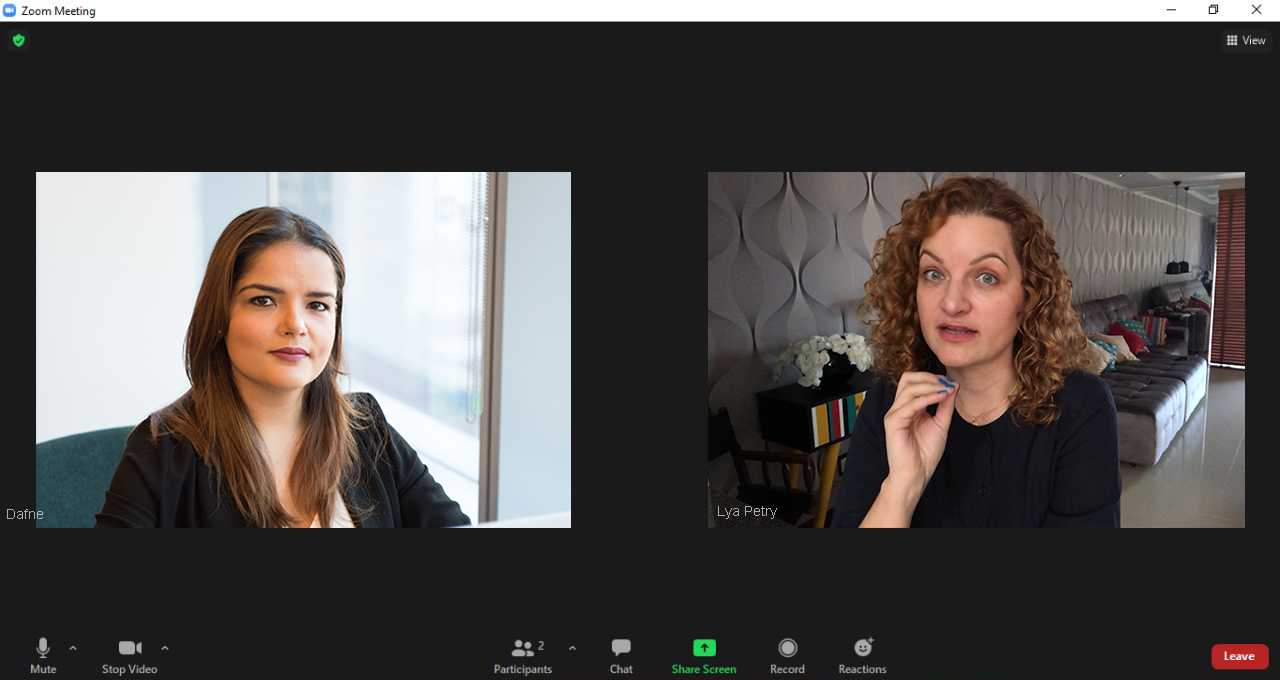 Zoom Meeting
View
Dafne
Lya Petry
Mute
Stop Video
2
Participants
Chat
Share Screen
Record
Reactions
Leave